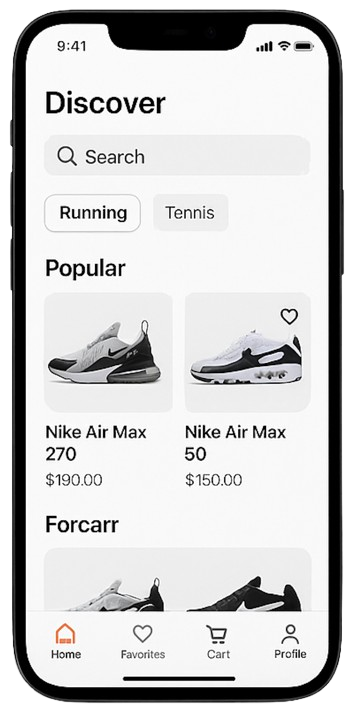 9:41
Discover
Search
Running
Tennis
Popular
Nike Air Max
270
$190.00
Nike Air Max
50
$150.00
Forcarr
Home
Favorites
Cart
Profile